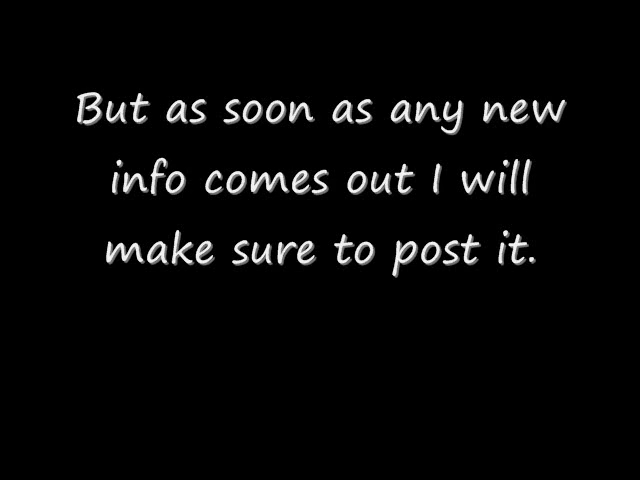 But as soon as any new
info comes out I will
make sure to post it.